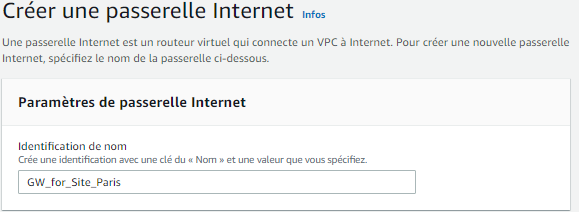 Créer une passerelle Internet Infos
Une passerelle Internet est un routeur virtuel qui connecte un VPC à Internet. Pour créer une nouvelle passerelle
Internet, spécifiez le nom de la passerelle ci-dessous.
Paramètres de passerelle Internet
Identification de nom
Crée une identification avec une clé du « Nom » et une valeur que vous spécifiez.
GW_for_Site_Paris